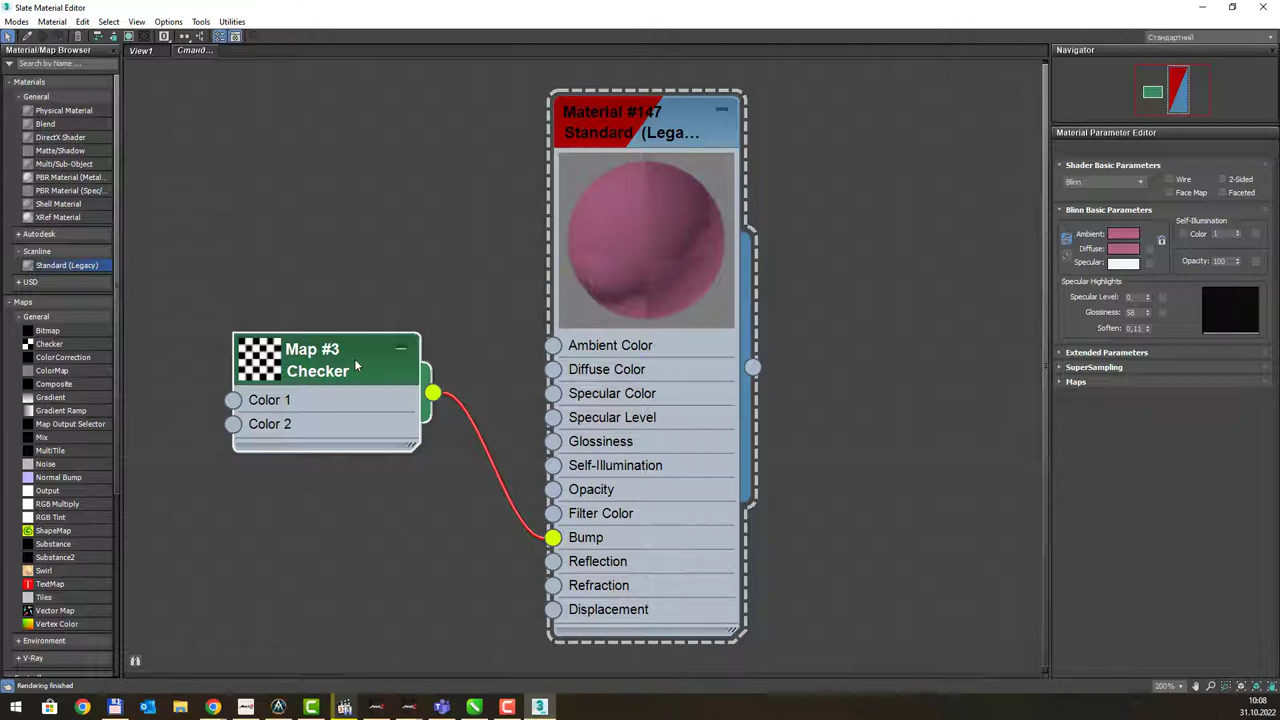 Slate Material Editor
Modes Material Edit Select View Options Tools Utilities
Стандартний
Material/Map Browser
View1 Станд...
Navigator
Search by Name ...
Materials
General
Physical Material
Blend
DirectX Shader
Matte/Shadow
Multi/Sub-Object
PBR Material (Metal...
PBR Material (Spec/...
Shell Material
XRef Material
Autodesk
Scanline
Standard (Legacy)
USD
Maps
General
Bitmap
Checker
ColorCorrection
ColorMap
Composite
Gradient
Gradient Ramp
Map Output Selector
Mix
MultiTile
Noise
Normal Bump
Output
RGB Multiply
RGB Tint
ShapeMap
Substance
Substance2
Swirl
TextMap
Tiles
Vector Map
Vertex Color
Environment
V-Ray
Map #3
Checker
Color 1
Color 2
Material #147
Standard (Lega...
Ambient Color
Diffuse Color
Specular Color
Specular Level
Glossiness
Self-Illumination
Opacity
Filter Color
Bump
Reflection
Refraction
Displacement
Material Parameter Editor
Shader Basic Parameters
Blinn Wire 2-Sided
Face Map Faceted
Blinn Basic Parameters
Self-Illumination
Ambient: Color 1
Diffuse:
Specular: Opacity: 100
Specular Highlights
Specular Level: 0
Glossiness: 58
Soften: 0,11
Extended Parameters
SuperSampling
Maps
Rendering finished
200%
10:08
31.10.2022